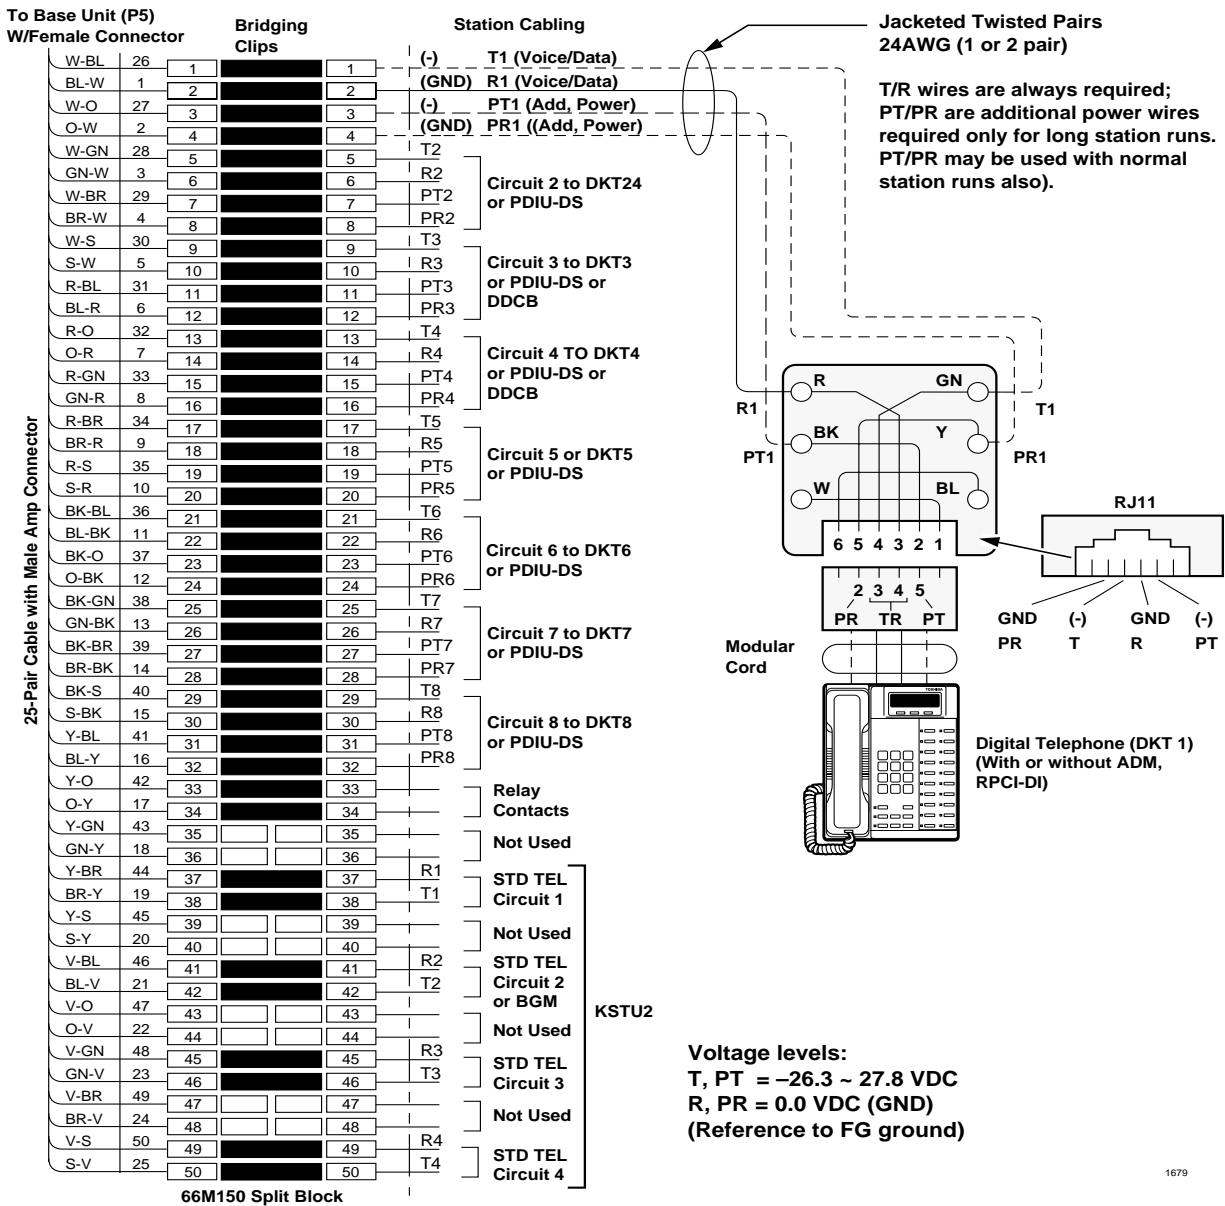 To Base Unit (P5)
W/Female Connector
Bridging
Clips
Station Cabling
Jacketed Twisted Pairs
24AWG (1 or 2 pair)
T/R wires are always required;
PT/PR are additional power wires
required only for long station runs.
PT/PR may be used with normal
station runs also).
25-Pair Cable with Male Amp Connector
W-BL 26 1 1 (-) T1 (Voice/Data)
BL-W 1 2 2 (GND) R1 (Voice/Data)
W-O 27 3 3 (-) PT1 (Add, Power)
O-W 2 4 4 (GND) PR1 ((Add, Power)
W-GN 28 5 5 T2
GN-W 3 6 6 R2
W-BR 29 7 7 PT2
BR-W 4 8 8 PR2
Circuit 2 to DKT24
or PDIU-DS
W-S 30 9 9 T3
S-W 5 10 10 R3
R-BL 31 11 11 PT3
BL-R 6 12 12 PR3
Circuit 3 to DKT3
or PDIU-DS or
DDCB
R-O 32 13 13 T4
O-R 7 14 14 R4
R-GN 33 15 15 PT4
GN-R 8 16 16 PR4
Circuit 4 TO DKT4
or PDIU-DS or
DDCB
R-BR 34 17 17 T5
BR-R 9 18 18 R5
R-S 35 19 19 PT5
S-R 10 20 20 PR5
Circuit 5 or DKT5
or PDIU-DS
BK-BL 36 21 21 T6
BL-BK 11 22 22 R6
BK-O 37 23 23 PT6
O-BK 12 24 24 PR6
Circuit 6 to DKT6
or PDIU-DS
BK-GN 38 25 25 T7
GN-BK 13 26 26 R7
BK-BR 39 27 27 PT7
BR-BK 14 28 28 PR7
Circuit 7 to DKT7
or PDIU-DS
BK-S 40 29 29 T8
S-BK 15 30 30 R8
Y-BL 41 31 31 PT8
BL-Y 16 32 32 PR8
Circuit 8 to DKT8
or PDIU-DS
Y-O 42 33 33
O-Y 17 34 34
Relay
Contacts
Y-GN 43 35 35
GN-Y 18 36 36
Not Used
Y-BR 44 37 37 R1
BR-Y 19 38 38 T1
STD TEL
Circuit 1
Y-S 45 39 39
S-Y 20 40 40
Not Used
V-BL 46 41 41 R2
BL-V 21 42 42 T2
STD TEL
Circuit 2
or BGM
V-O 47 43 43
O-V 22 44 44
Not Used
V-GN 48 45 45 R3
GN-V 23 46 46 T3
STD TEL
Circuit 3
V-BR 49 47 47
BR-V 24 48 48
Not Used
V-S 50 49 49 R4
S-V 25 50 50 T4
STD TEL
Circuit 4
KSTU2
66M150 Split Block
R GN
R1 T1
BK Y
PT1 PR1
W BL
6 5 4 3 2 1
2 3 4 5
PR TR PT
Modular
Cord
RJ11
GND (-) GND (-)
PR T R PT
TOSHIBA
Digital Telephone (DKT 1)
(With or without ADM,
RPCI-DI)
Voltage levels:
T, PT = –26.3 ~ 27.8 VDC
R, PR = 0.0 VDC (GND)
(Reference to FG ground)
1679